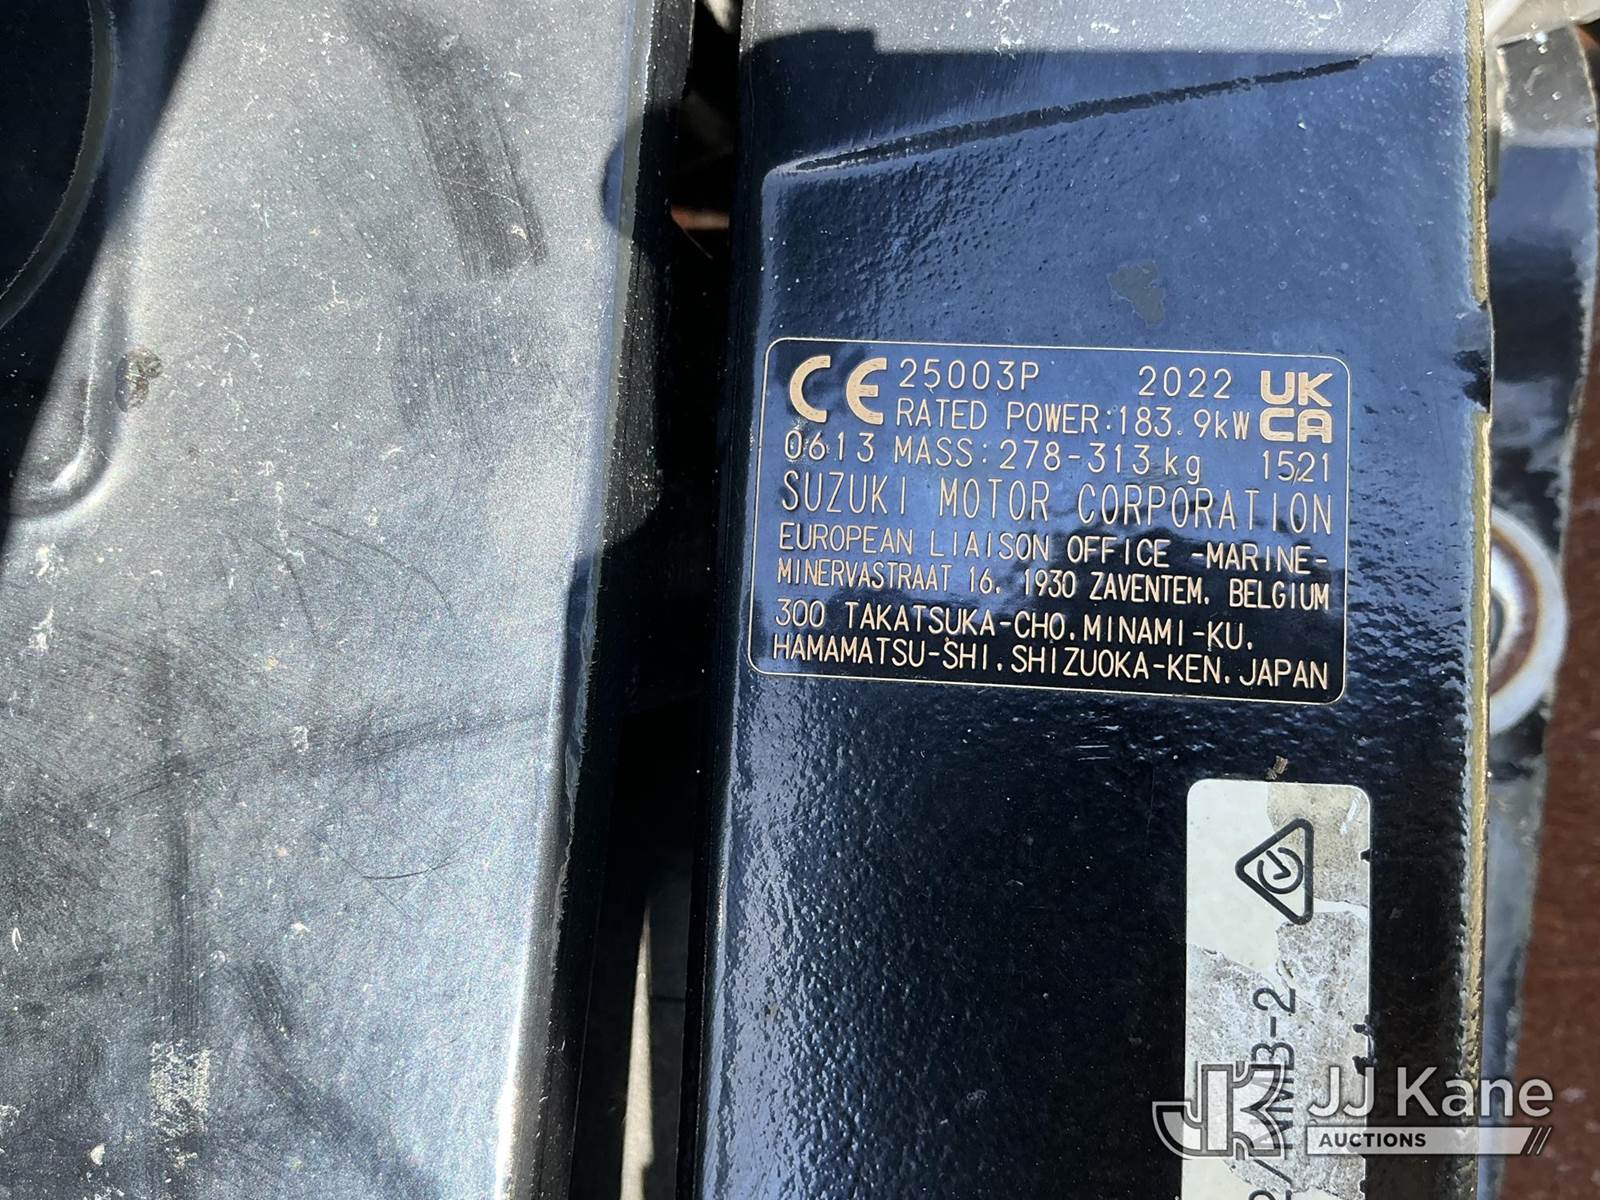 CE 25003P 2022 UK CA
RATED POWER:183.9kW
0613 MASS:278-313kg 1521
SUZUKI MOTOR CORPORATION
EUROPEAN LIAISON OFFICE -MARINE-
MINERVASTRAAT 16, 1930 ZAVENTEM, BELGIUM
300 TAKATSUKA-CHO,MINAMI-KU,
HAMAMATSU-SHI,SHIZUOKA-KEN,JAPAN
JK JJ Kane
AUCTIONS